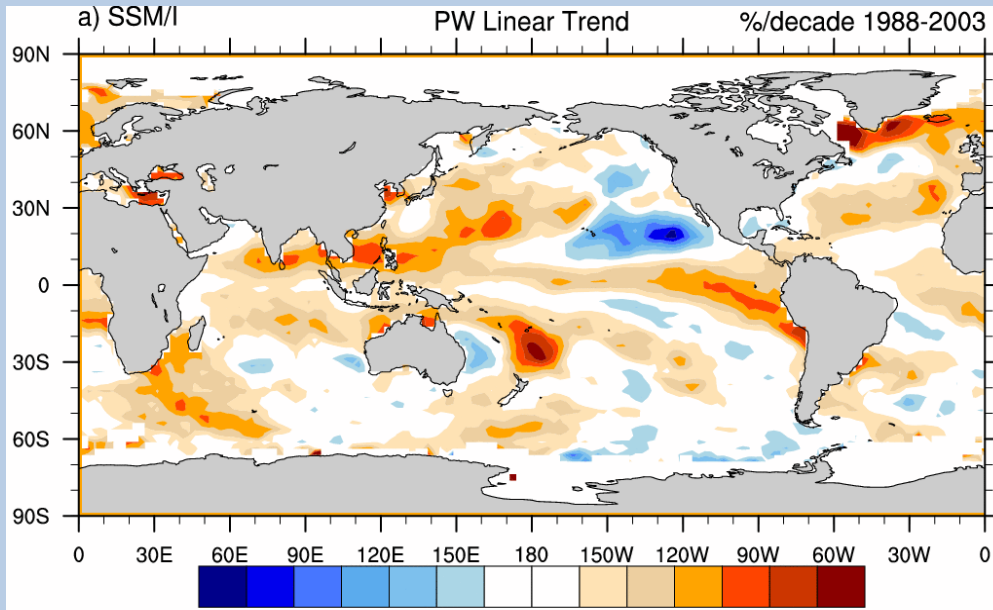 a) SSM/I PW Linear Trend %/decade 1988-2003
90N
60N
30N
0
30S
60S
90S
0 30E 60E 90E 120E 150E 180 150W 120W 90W 60W 30W 0